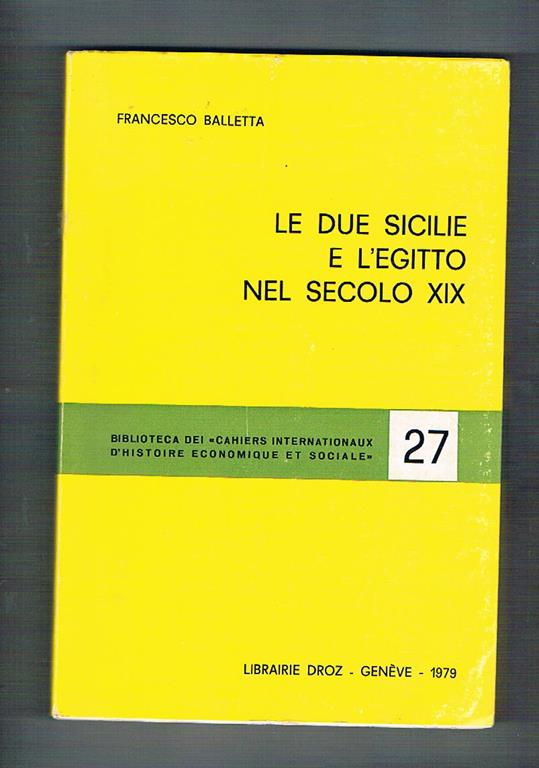 FRANCESCO BALLETTA
LE DUE SICILIE
E L'EGITTO
NEL SECOLO XIX
BIBLIOTECA DEI «CAHIERS INTERNATIONAUX
D'HISTOIRE ECONOMIQUE ET SOCIALE»
27
LIBRAIRIE DROZ - GENÈVE - 1979